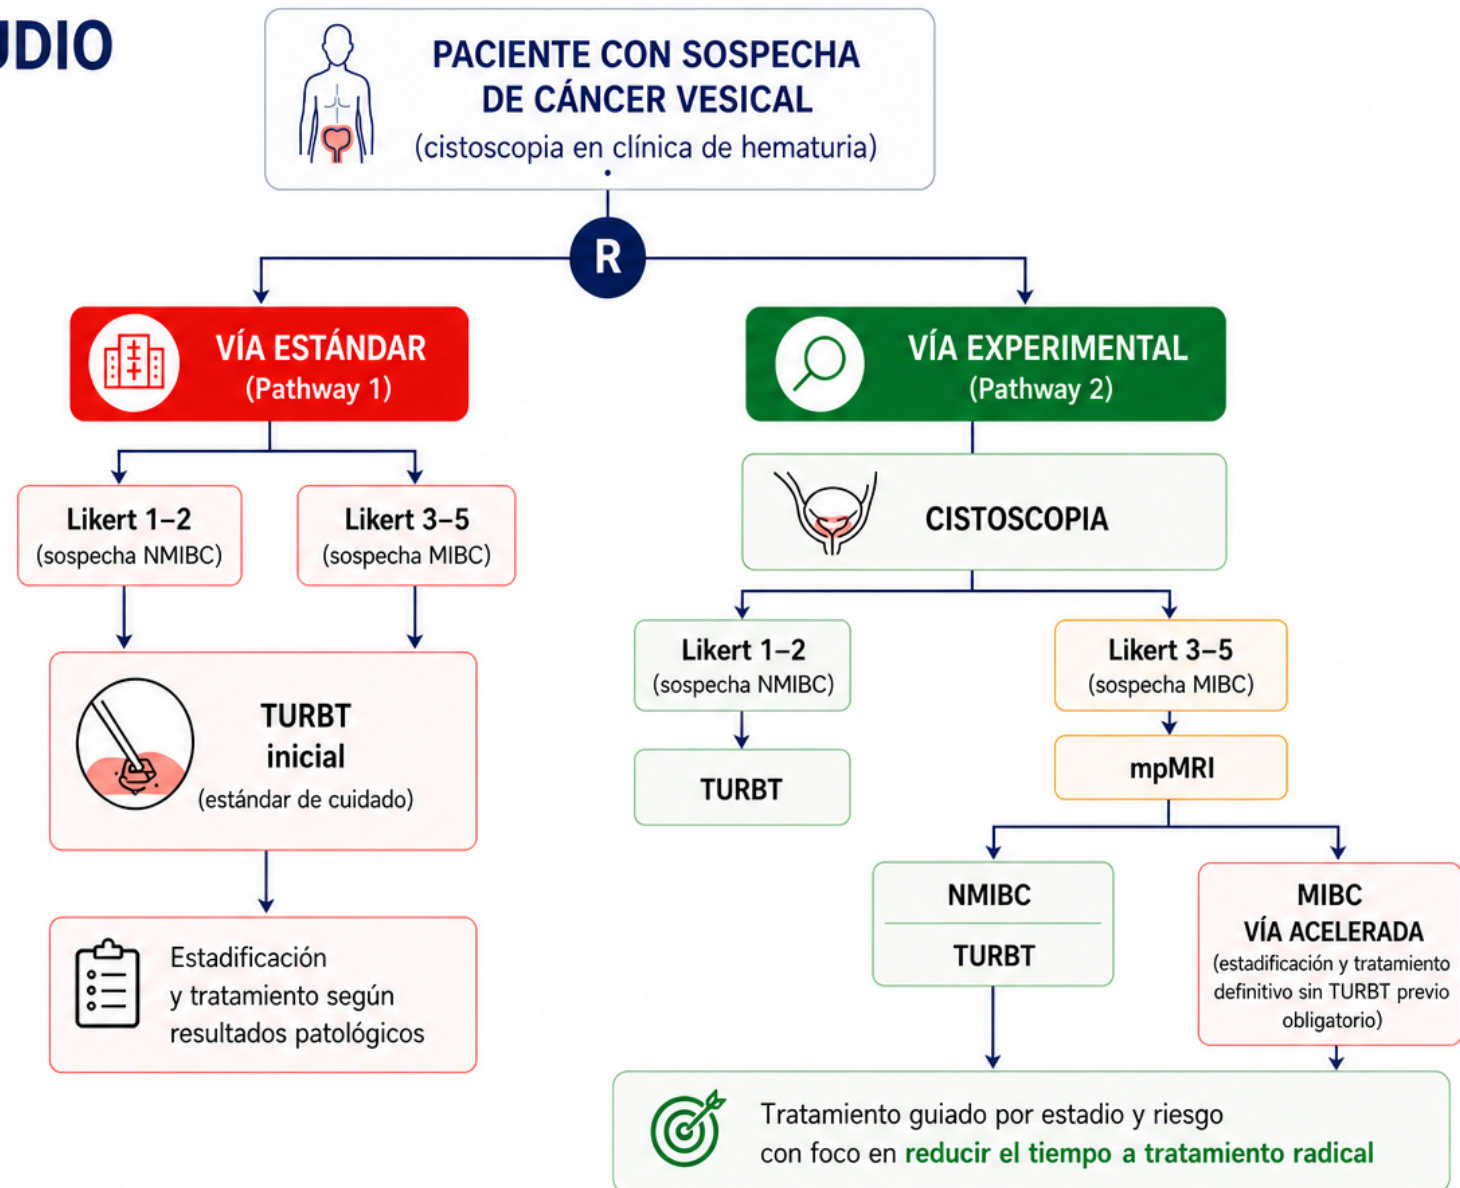 UDIO
PACIENTE CON SOSPECHA
DE CÁNCER VESICAL
(cistoscopia en clínica de hematuria)
R
VÍA ESTÁNDAR
(Pathway 1)
Likert 1–2
(sospecha NMIBC)
Likert 3–5
(sospecha MIBC)
TURBT
inicial
(estándar de cuidado)
Estadificación
y tratamiento según
resultados patológicos
VÍA EXPERIMENTAL
(Pathway 2)
CISTOSCOPIA
Likert 1–2
(sospecha NMIBC)
TURBT
Likert 3–5
(sospecha MIBC)
mpMRI
NMIBC
TURBT
MIBC
VÍA ACELERADA
(estadificación y tratamiento
definitivo sin TURBT previo
obligatorio)
Tratamiento guiado por estadio y riesgo
con foco en reducir el tiempo a tratamiento radical